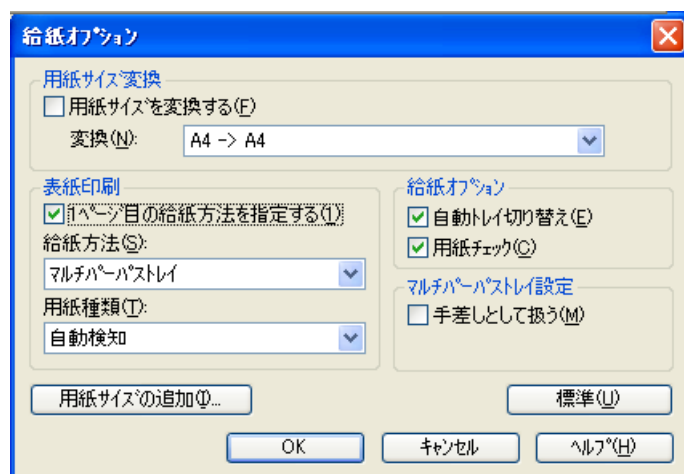 給紙オプション
用紙サイズ変換
用紙サイズを変換する(F)
変換(N):
A4 -> A4
表紙印刷
1ページ目の給紙方法を指定する(1)
給紙方法(S):
マルチパーパストレイ
用紙種類(T):
自動検知
給紙オプション
自動トレイ切り替え(E)
用紙チェック(C)
マルチパーパストレイ設定
手差しとして扱う(M)
用紙サイズの追加(I)...
標準(U)
OK
キャンセル
ヘルプ(H)